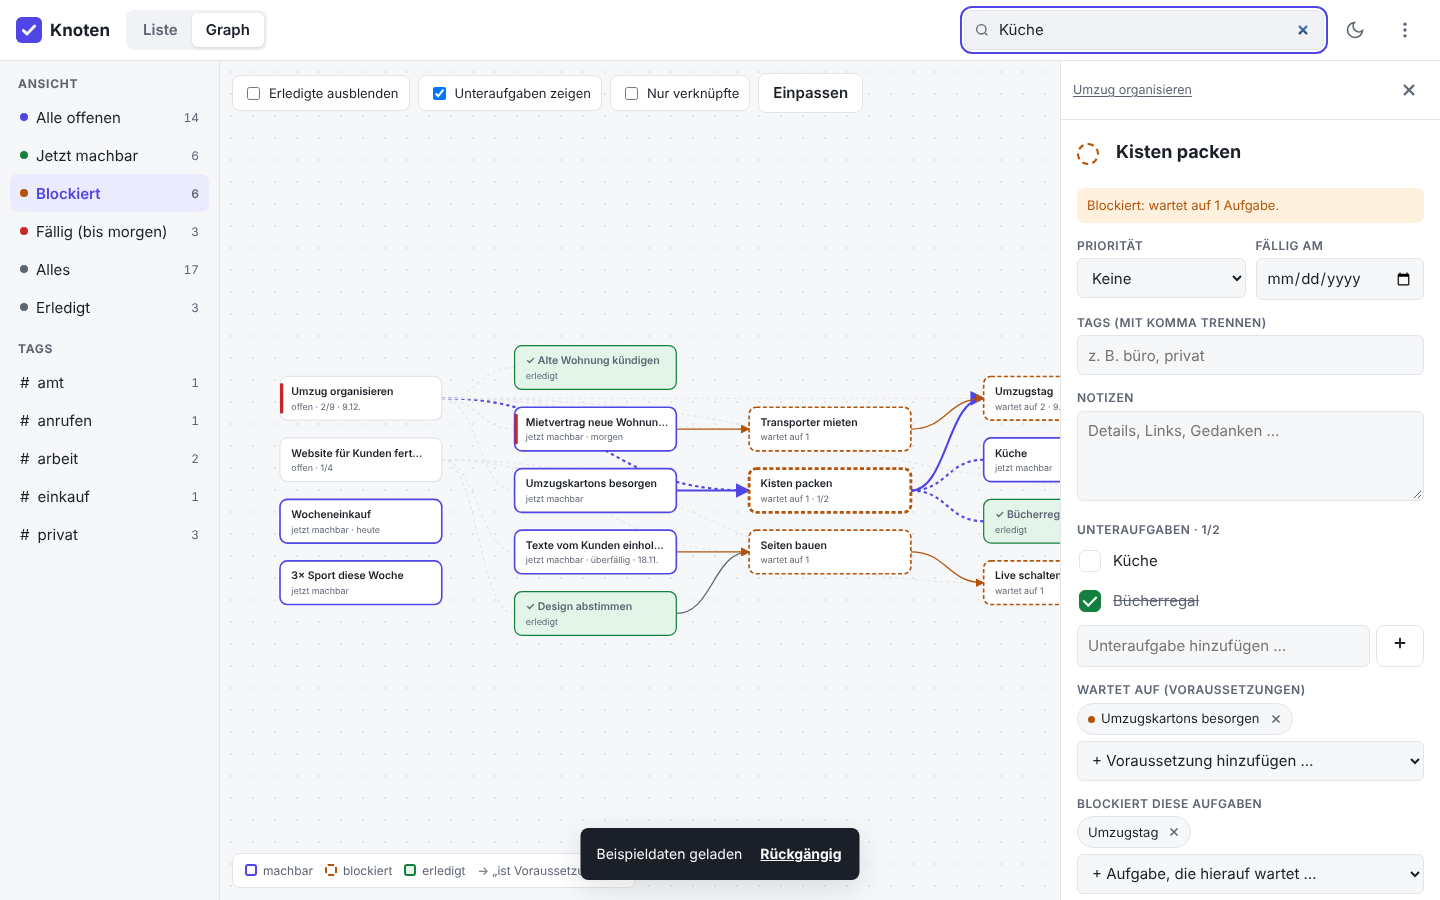 Knoten
Liste
Graph
Küche
ANSICHT
Alle offenen 14
Jetzt machbar 6
Blockiert 6
Fällig (bis morgen) 3
Alles 17
Erledigt 3
TAGS
# amt 1
# anrufen 1
# arbeit 2
# einkauf 1
# privat 3
Erledigte ausblenden
Unteraufgaben zeigen
Nur verknüpfte
Einpassen
Umzug organisieren
offen · 2/9 · 9.12.
Website für Kunden fert…
offen · 1/4
Wocheneinkauf
jetzt machbar · heute
3× Sport diese Woche
jetzt machbar
✓ Alte Wohnung kündigen
erledigt
Mietvertrag neue Wohnun…
jetzt machbar · morgen
Umzugskartons besorgen
jetzt machbar
Texte vom Kunden einhol…
jetzt machbar · überfällig · 18.11.
✓ Design abstimmen
erledigt
Transporter mieten
wartet auf 1
Kisten packen
wartet auf 1 · 1/2
Seiten bauen
wartet auf 1
Umzugstag
wartet auf 2 · 9.
Küche
jetzt machbar
✓ Bücherreg
erledigt
Live schalten
wartet auf 1
machbar
blockiert
erledigt
→ „ist Voraussetzu
Beispieldaten geladen Rückgängig
Umzug organisieren
Kisten packen
Blockiert: wartet auf 1 Aufgabe.
PRIORITÄT
FÄLLIG AM
Keine
mm/dd/yyyy
TAGS (MIT KOMMA TRENNEN)
z. B. büro, privat
NOTIZEN
Details, Links, Gedanken …
UNTERAUFGABEN · 1/2
Küche
Bücherregal
Unteraufgabe hinzufügen …
+
WARTET AUF (VORAUSSETZUNGEN)
Umzugskartons besorgen ✕
+ Voraussetzung hinzufügen …
BLOCKIERT DIESE AUFGABEN
Umzugstag ✕
+ Aufgabe, die hierauf wartet …